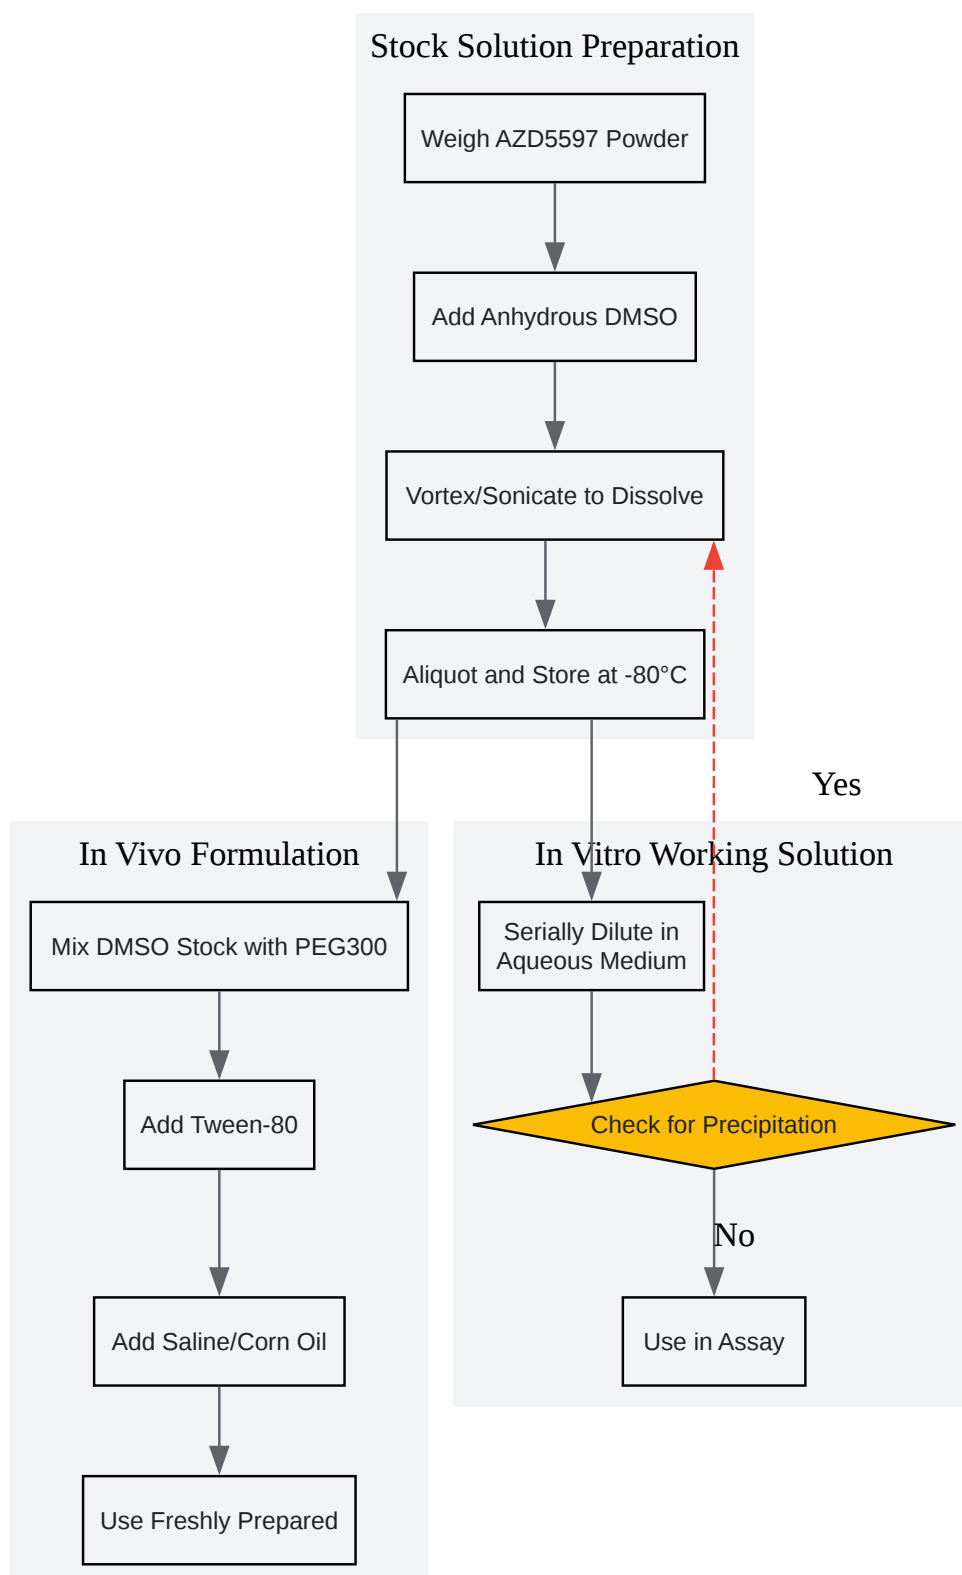 Stock Solution Preparation
Weigh AZD5597 Powder
Add Anhydrous DMSO
Vortex/Sonicate to Dissolve
Aliquot and Store at -80°C
Yes
In Vivo Formulation
Mix DMSO Stock with PEG300
Add Tween-80
Add Saline/Corn Oil
Use Freshly Prepared
In Vitro Working Solution
Serially Dilute in
Aqueous Medium
Check for Precipitation
No
Use in Assay